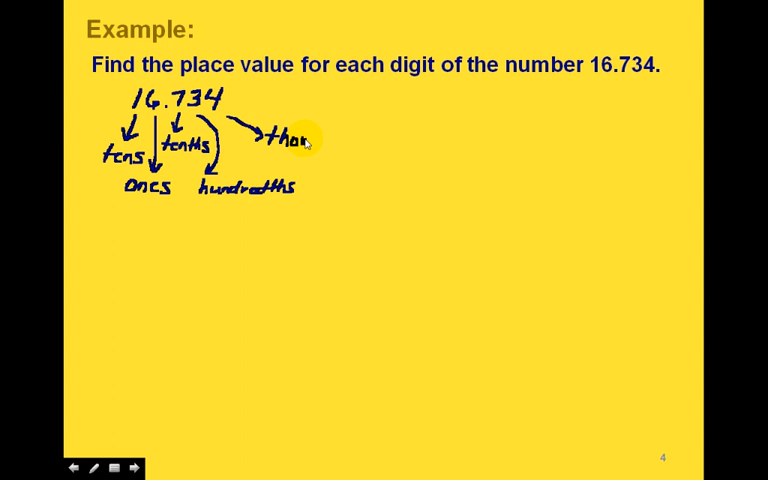 Example:
Find the place value for each digit of the number 16.734.
16.734
tens
tenths
thou
ones
hundredths
4